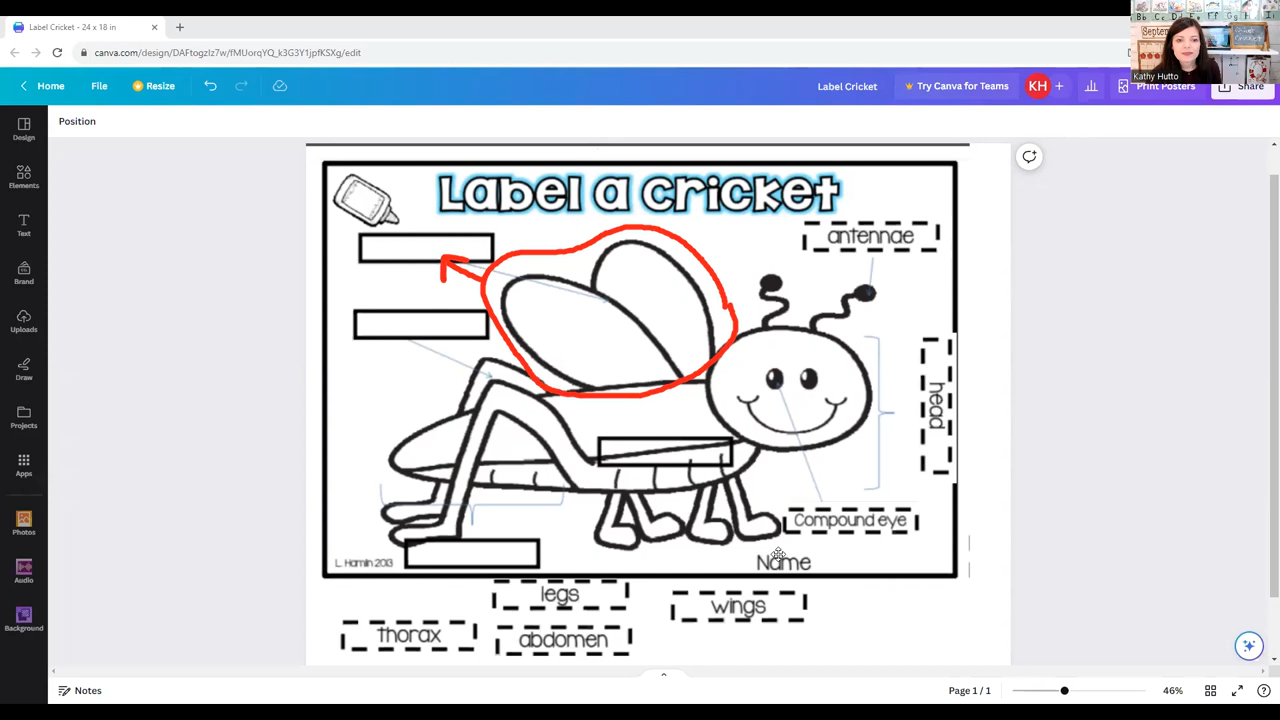 Label Cricket - 24 x 18 in
canva.com/design/DAFtogzIz7w/fMUorqYQ_k3G3Y1jpfKSXg/edit
Home
File
Resize
Label Cricket
Try Canva for Teams
KH
Print Posters
Share
Kathy Hutto
Position
Design
Elements
Text
Brand
Uploads
Draw
Projects
Apps
Photos
Audio
Background
Label a Cricket
antennae
head
Compound eye
Name
L. Hamlin 2013
legs
wings
thorax
abdomen
Notes
Page 1 / 1
46%